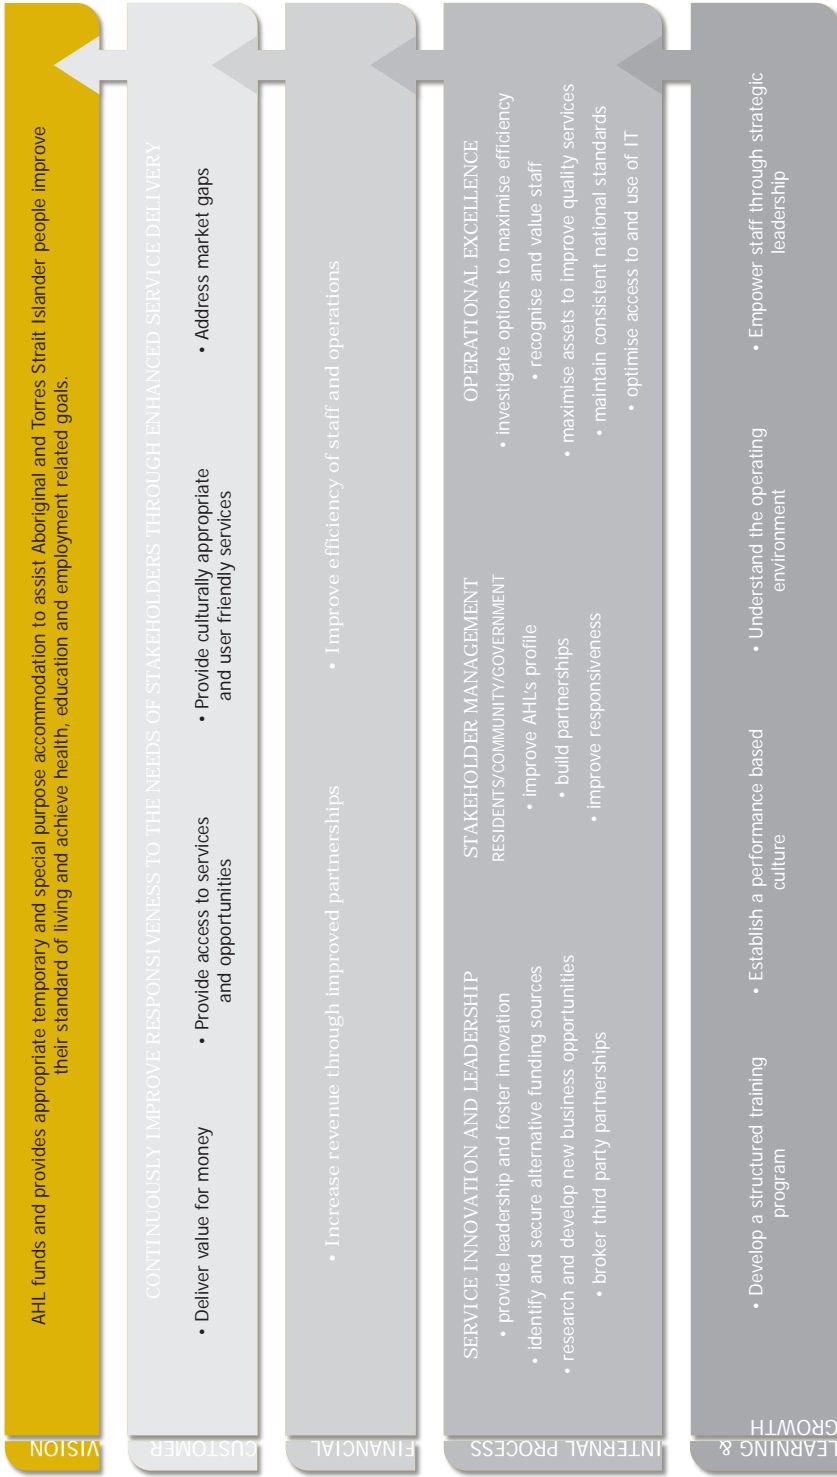 VISION
AHL funds and provides appropriate temporary and special purpose accommodation to assist Aboriginal and Torres Strait Islander people improve
their standard of living and achieve health, education and employment related goals.
CUSTOMER
CONTINUOUSLY IMPROVE RESPONSIVENESS TO THE NEEDS OF STAKEHOLDERS THROUGH ENHANCED SERVICE DELIVERY
• Deliver value for money
• Provide access to services
and opportunities
• Provide culturally appropriate
and user friendly services
• Address market gaps
FINANCIAL
• Increase revenue through improved partnerships
• Improve efficiency of staff and operations
INTERNAL PROCESS
SERVICE INNOVATION AND LEADERSHIP
• provide leadership and foster innovation
• identify and secure alternative funding sources
• research and develop new business opportunities
• broker third party partnerships
STAKEHOLDER MANAGEMENT
RESIDENTS/COMMUNITY/GOVERNMENT
• improve AHL's profile
• build partnerships
• improve responsiveness
OPERATIONAL EXCELLENCE
• investigate options to maximise efficiency
• recognise and value staff
• maximise assets to improve quality services
• maintain consistent national standards
• optimise access to and use of IT
LEARNING &
GROWTH
• Develop a structured training
program
• Establish a performance based
culture
• Understand the operating
environment
• Empower staff through strategic
leadership